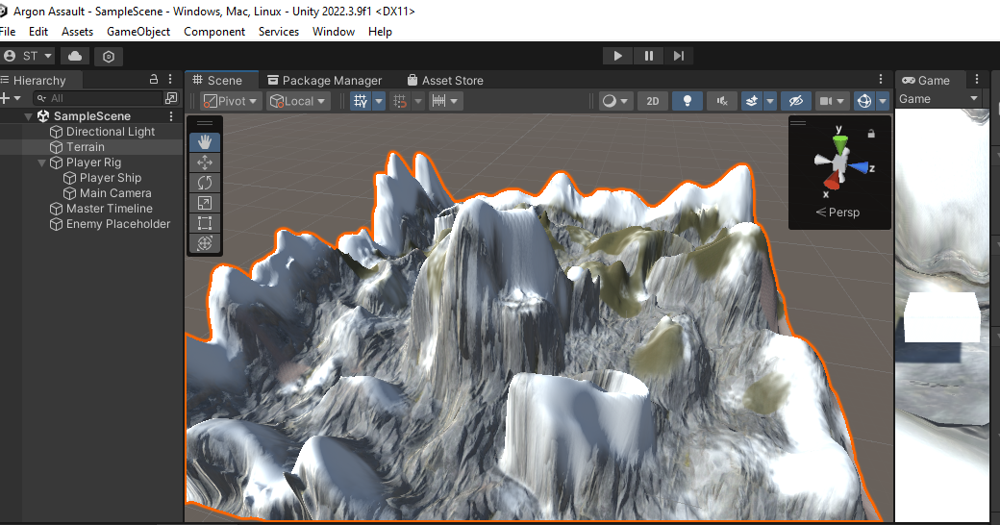 Argon Assault - SampleScene - Windows, Mac, Linux - Unity 2022.3.9f1 <DX11>
File Edit Assets GameObject Component Services Window Help
ST
Hierarchy
Scene Package Manager Asset Store
Game
All
Pivot Local
2D
Game
SampleScene
Directional Light
Terrain
Player Rig
Player Ship
Main Camera
Master Timeline
Enemy Placeholder
y
z
x
Persp